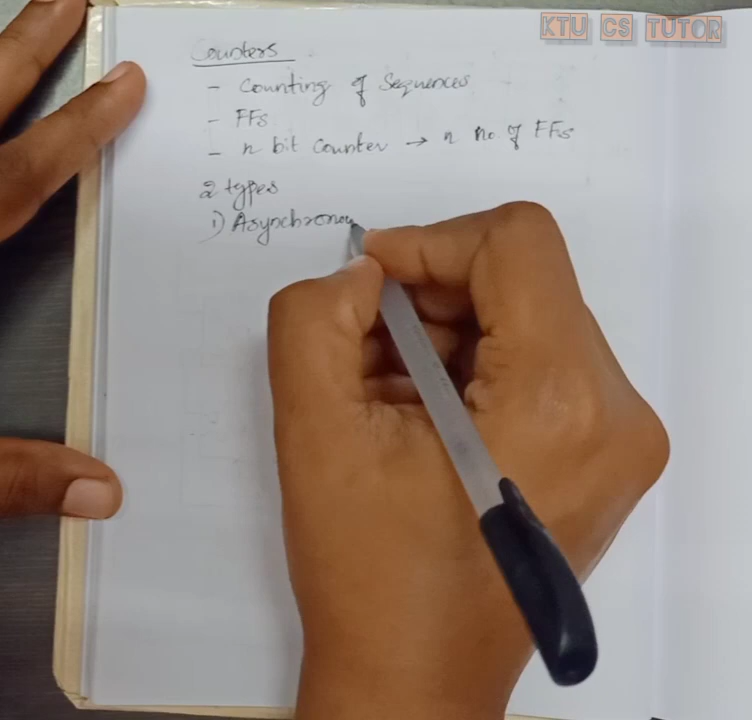 KTU CS TUTOR
Counters
- Counting of Sequences
- FFs
- n bit Counter → n no. of FFs
2 types
1) Asynchronou